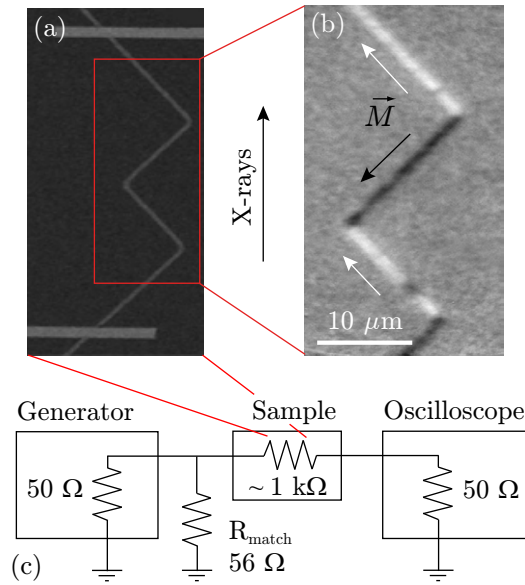 (a)
(b)
X-rays
M
10 μm
Generator
Sample
Oscilloscope
50 Ω
~ 1 kΩ
50 Ω
R_match
56 Ω
(c)